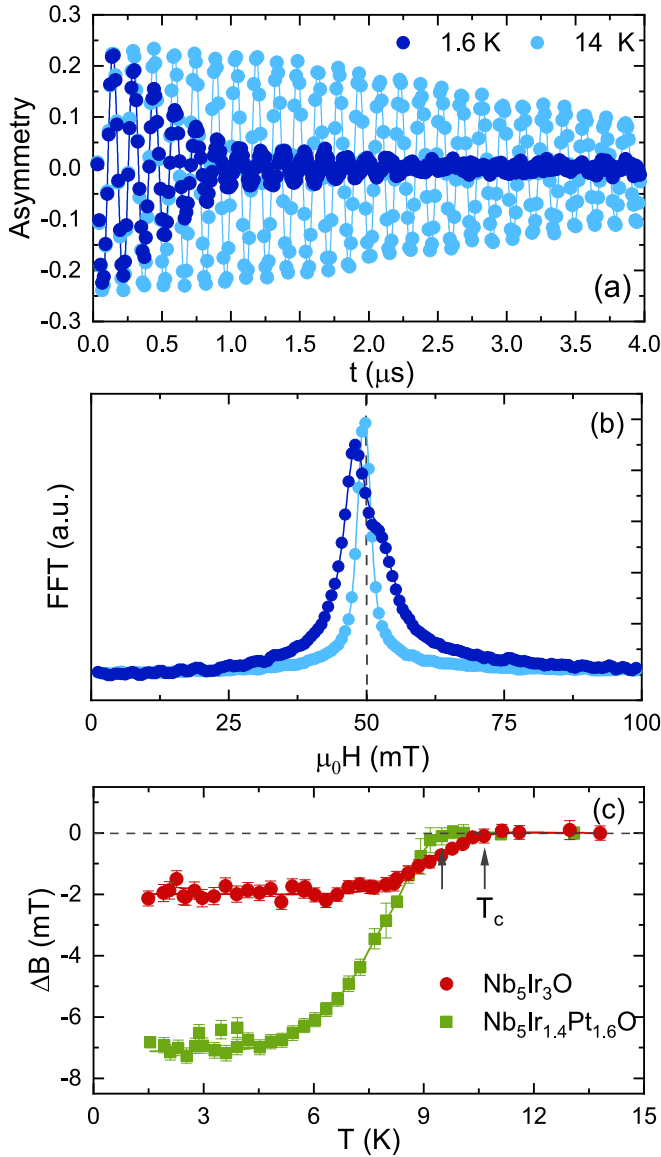 0.3
1.6 K 14 K
0.2
0.1
0.0
-0.1
-0.2
-0.3
Asymmetry
(a)
0.0 0.5 1.0 1.5 2.0 2.5 3.0 3.5 4.0
t (μs)
(b)
FFT (a.u.)
0 25 50 75 100
μ₀H (mT)
(c)
0
-2
-4
-6
-8
ΔB (mT)
T_c
Nb₅Ir₃O
Nb₅Ir₁.₄Pt₁.₆O
0 3 6 9 12 15
T (K)